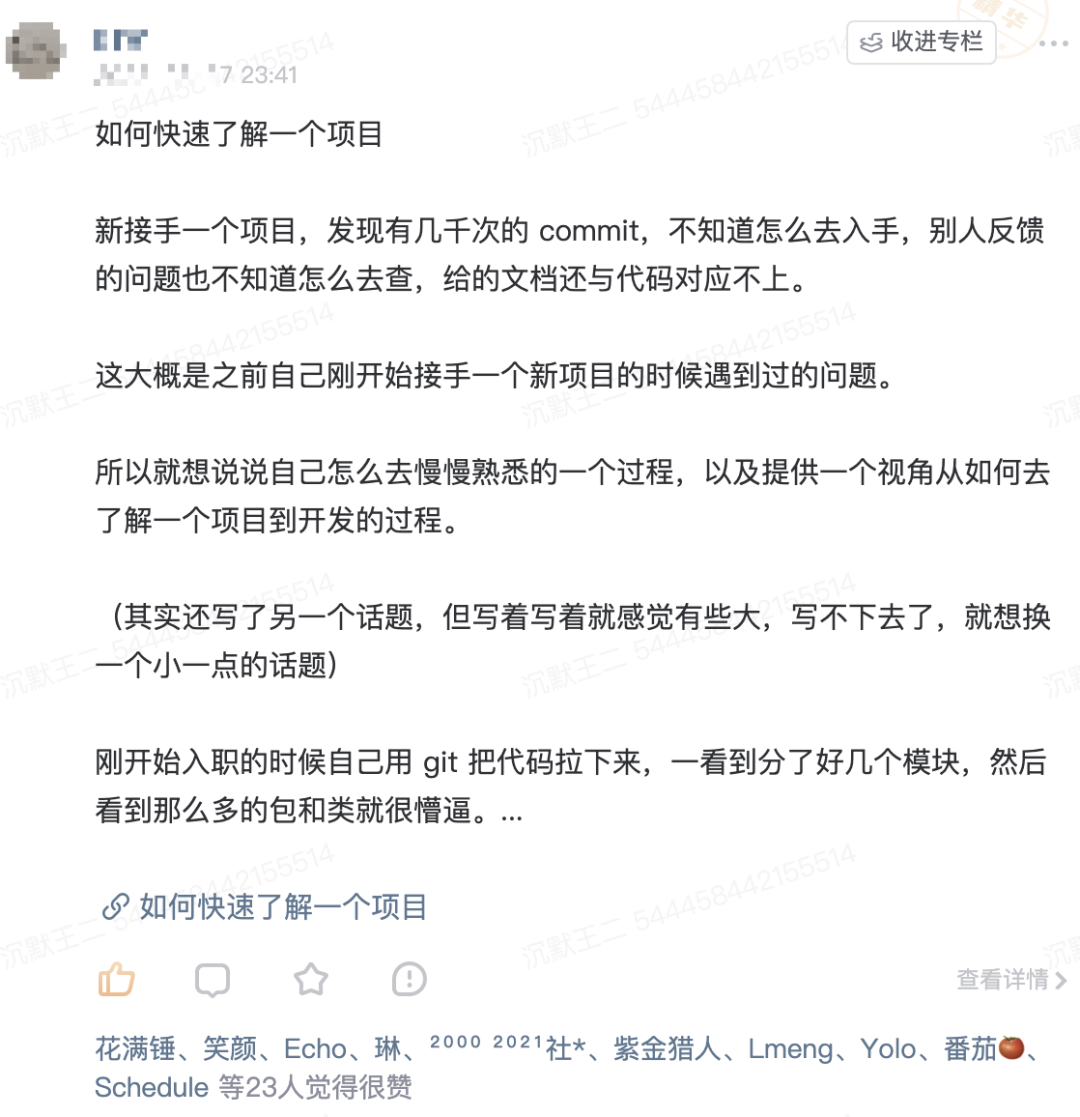 收进专栏
精华
7 23:41
如何快速了解一个项目
新接手一个项目，发现有几千次的 commit，不知道怎么去入手，别人反馈
的问题也不知道怎么去查，给的文档还与代码对应不上。
这大概是之前自己刚开始接手一个新项目的时候遇到过的问题。
所以就想说说自己怎么去慢慢熟悉的一个过程，以及提供一个视角从如何去
了解一个项目到开发的过程。
（其实还写了另一个话题，但写着写着就感觉有些大，写不下去了，就想换
一个小一点的话题）
刚开始入职的时候自己用 git 把代码拉下来，一看到分了好几个模块，然后
看到那么多的包和类就很懵逼。...
如何快速了解一个项目
查看详情
花满锤、笑颜、Echo、琳、²⁰⁰⁰ ²⁰²¹社*、紫金猎人、Lmeng、Yolo、番茄🍅、
Schedule 等23人觉得很赞
沉默王二 544458442155514